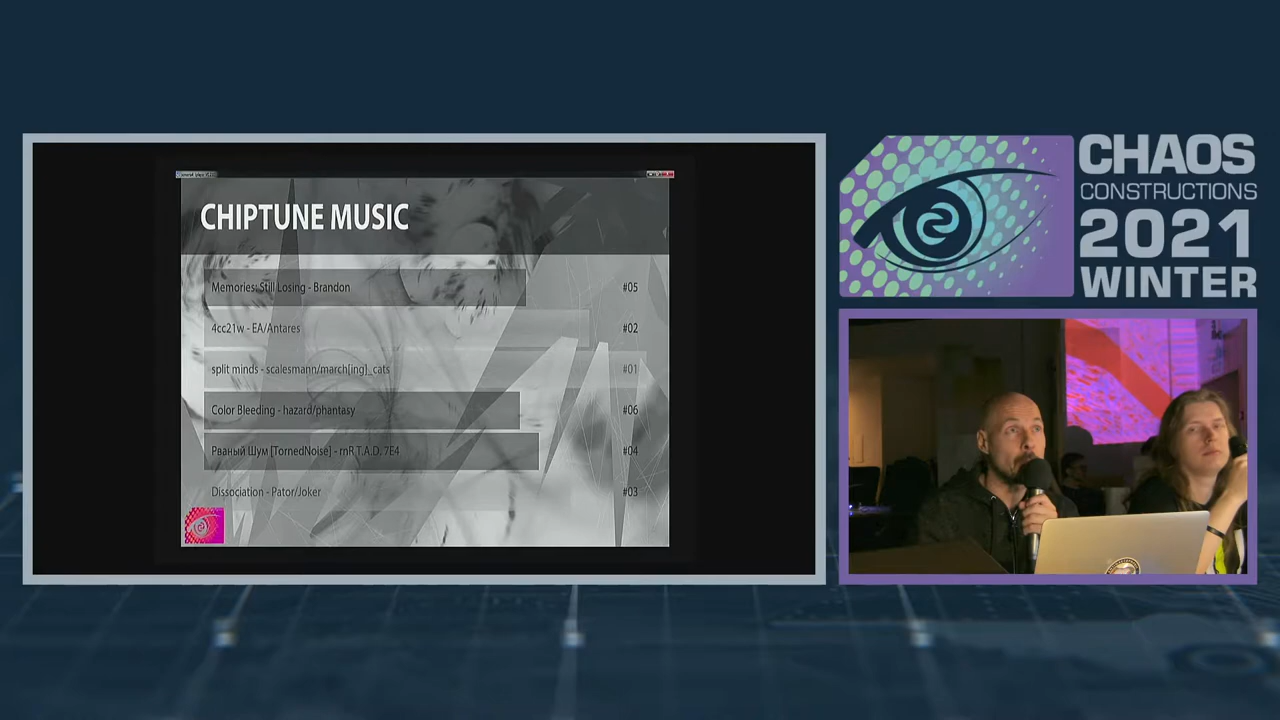 CHIPTUNE MUSIC
Memories: Still Losing - Brandon #05
4cc21w - EA/Antares #02
split minds - scalesmann/march[ing]_cats #01
Color Bleeding - hazard/phantasy #06
Рваный Шум [TornedNoise] - mR T.A.D. 7E4 #04
Dissociation - Pator/Joker #03
CHAOS
CONSTRUCTIONS
2021
WINTER